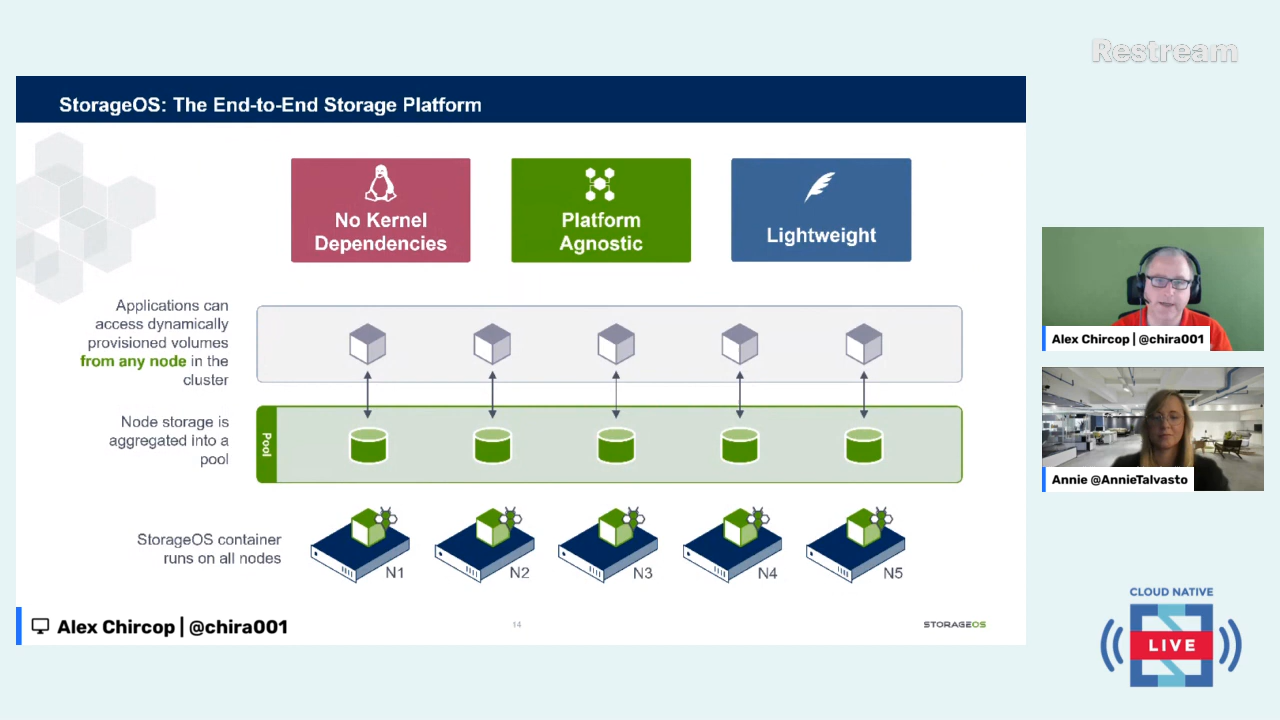 Restream
StorageOS: The End-to-End Storage Platform
No Kernel
Dependencies
Platform
Agnostic
Lightweight
Applications can
access dynamically
provisioned volumes
from any node in the
cluster
Node storage is
aggregated into a
pool
Pool
StorageOS container
runs on all nodes
N1
N2
N3
N4
N5
Alex Chircop | @chira001
14
STORAGEOS
Alex Chircop | @chira001
Annie @AnnieTalvasto
CLOUD NATIVE
LIVE